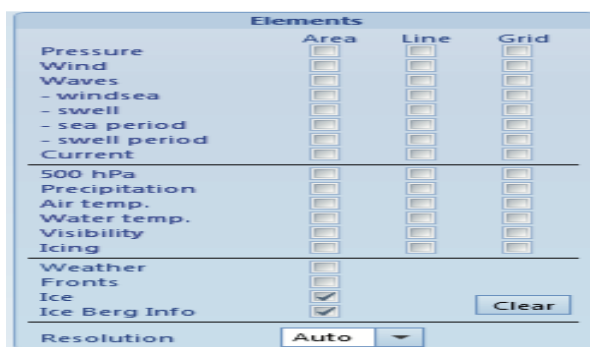 Elements
Area Line Grid
Pressure
Wind
Waves
- windsea
- swell
- sea period
- swell period
Current
500 hPa
Precipitation
Air temp.
Water temp.
Visibility
Icing
Weather
Fronts
Ice
Ice Berg Info
Clear
Resolution Auto